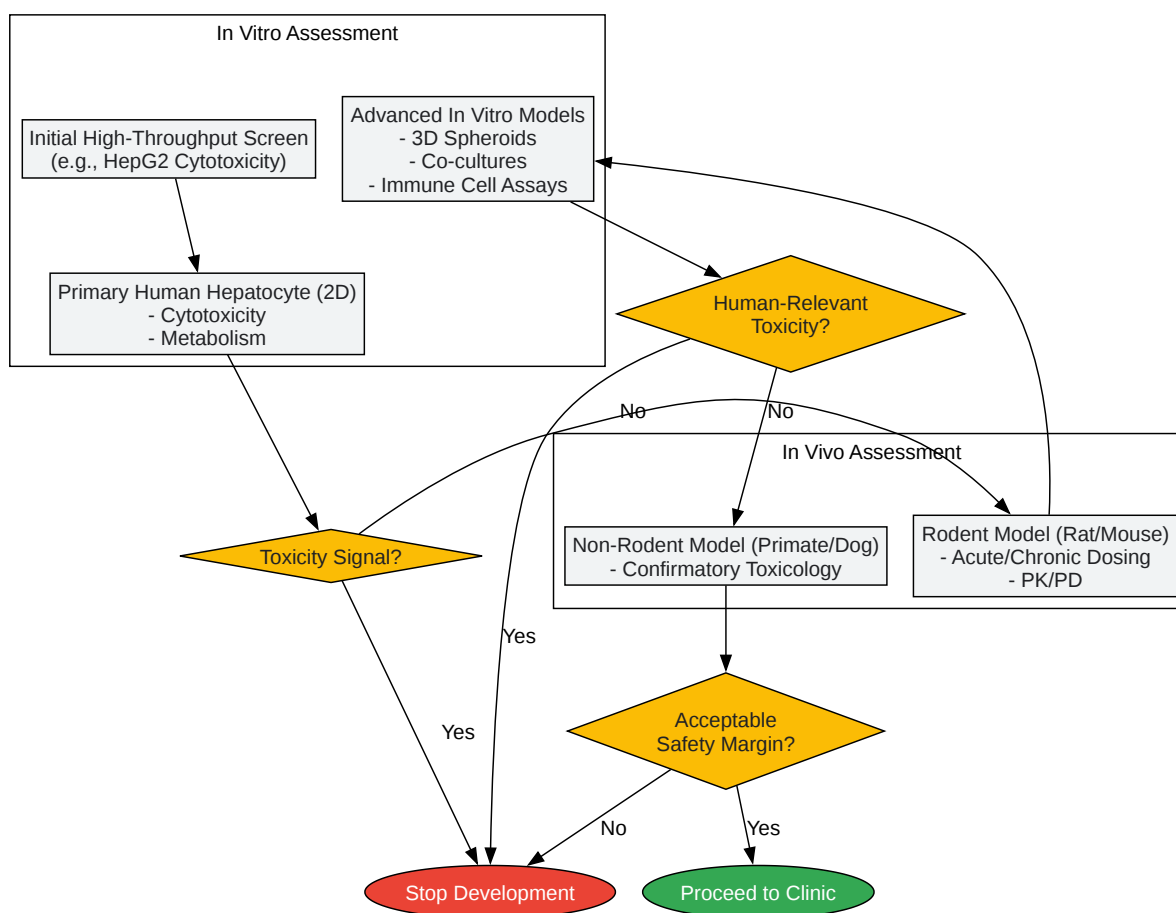 In Vitro Assessment
Initial High-Throughput Screen
(e.g., HepG2 Cytotoxicity)
Advanced In Vitro Models
- 3D Spheroids
- Co-cultures
- Immune Cell Assays
Primary Human Hepatocyte (2D)
- Cytotoxicity
- Metabolism
Human-Relevant
Toxicity?
No
No
In Vivo Assessment
Toxicity Signal?
Non-Rodent Model (Primate/Dog)
- Confirmatory Toxicology
Rodent Model (Rat/Mouse)
- Acute/Chronic Dosing
- PK/PD
Yes
Yes
Acceptable
Safety Margin?
No
Yes
Stop Development
Proceed to Clinic